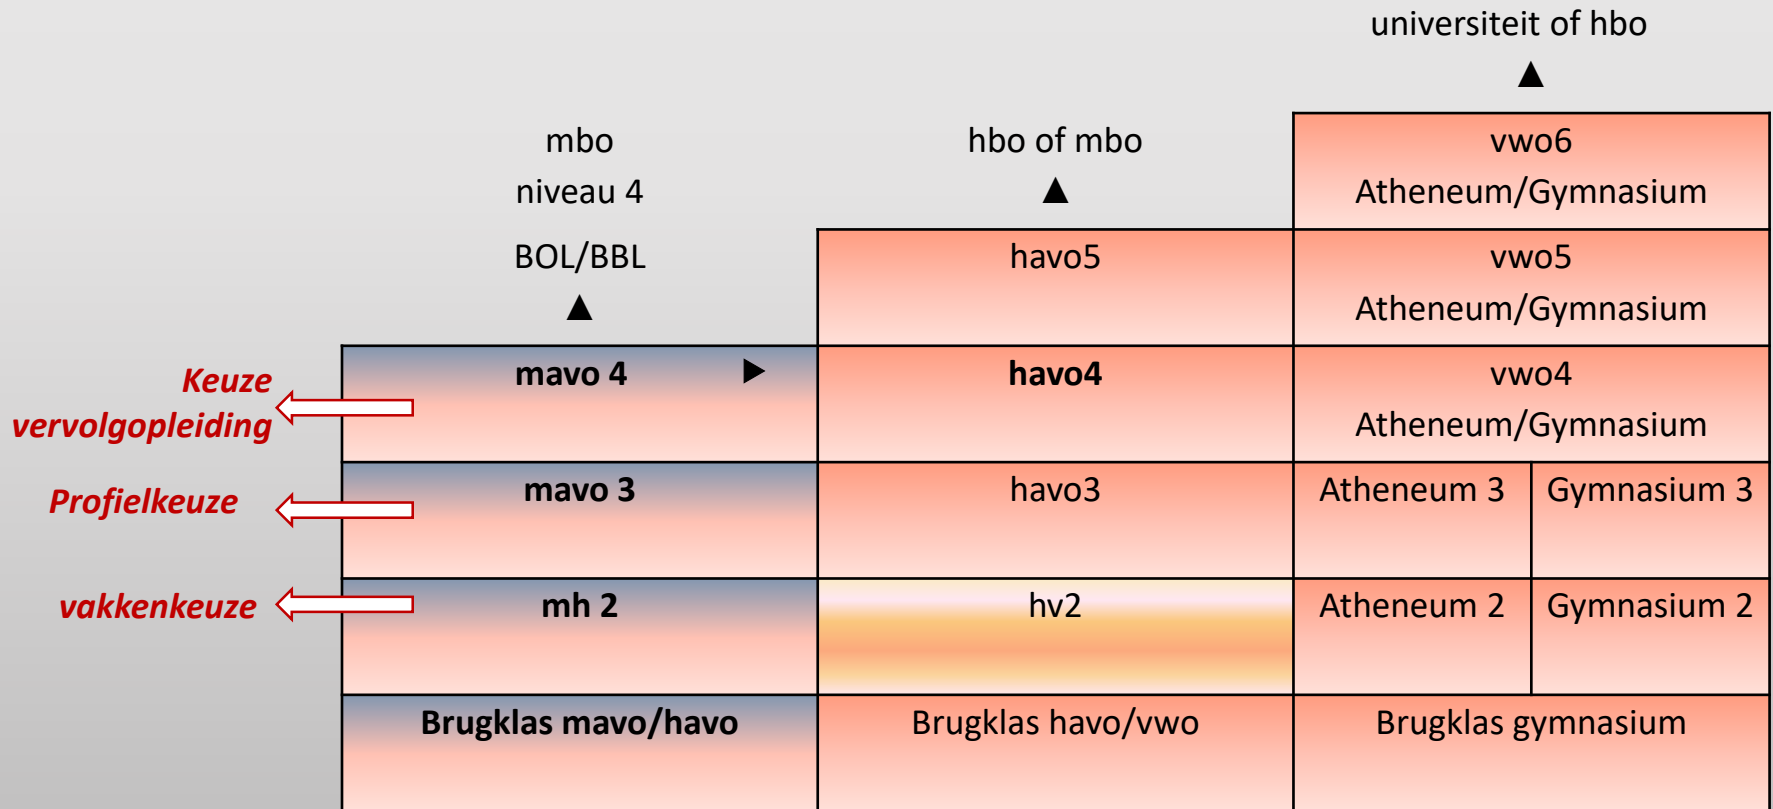 universiteit of hbo
▲
mbo
niveau 4
BOL/BBL
▲
hbo of mbo
▲
vwo6
Atheneum/Gymnasium
havo5
vwo5
Atheneum/Gymnasium
Keuze
vervolgopleiding
mavo 4 ►
havo4
vwo4
Atheneum/Gymnasium
Profielkeuze
mavo 3
havo3
Atheneum 3
Gymnasium 3
vakkenkeuze
mh 2
hv2
Atheneum 2
Gymnasium 2
Brugklas mavo/havo
Brugklas havo/vwo
Brugklas gymnasium